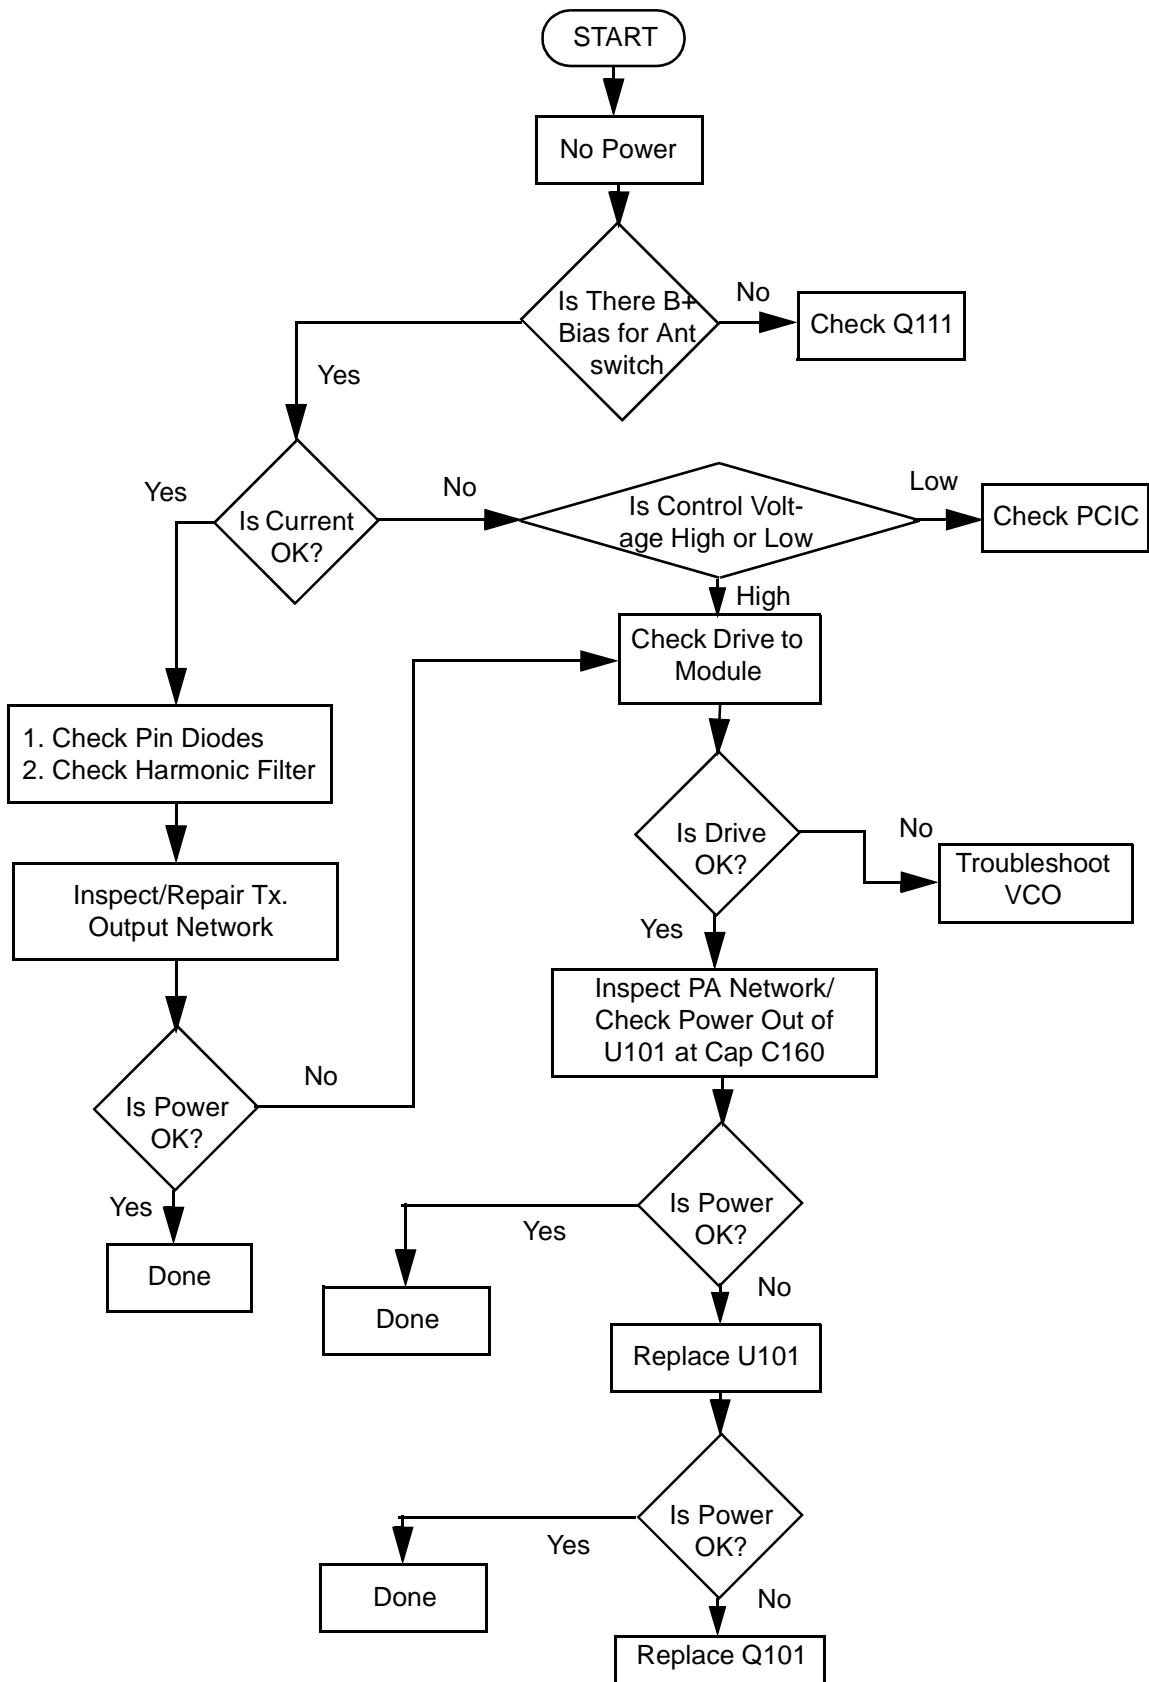 START
No Power
Is There B+
Bias for Ant
switch
No
Check Q111
Yes
Yes
Is Current
OK?
No
Is Control Volt-
age High or Low
Low
Check PCIC
High
Check Drive to
Module
1. Check Pin Diodes
2. Check Harmonic Filter
Is Drive
OK?
No
Troubleshoot
VCO
Inspect/Repair Tx.
Output Network
Yes
Inspect PA Network/
Check Power Out of
U101 at Cap C160
Is Power
OK?
No
Yes
Done
Is Power
OK?
Yes
Done
No
Replace U101
Is Power
OK?
Yes
Done
No
Replace Q101